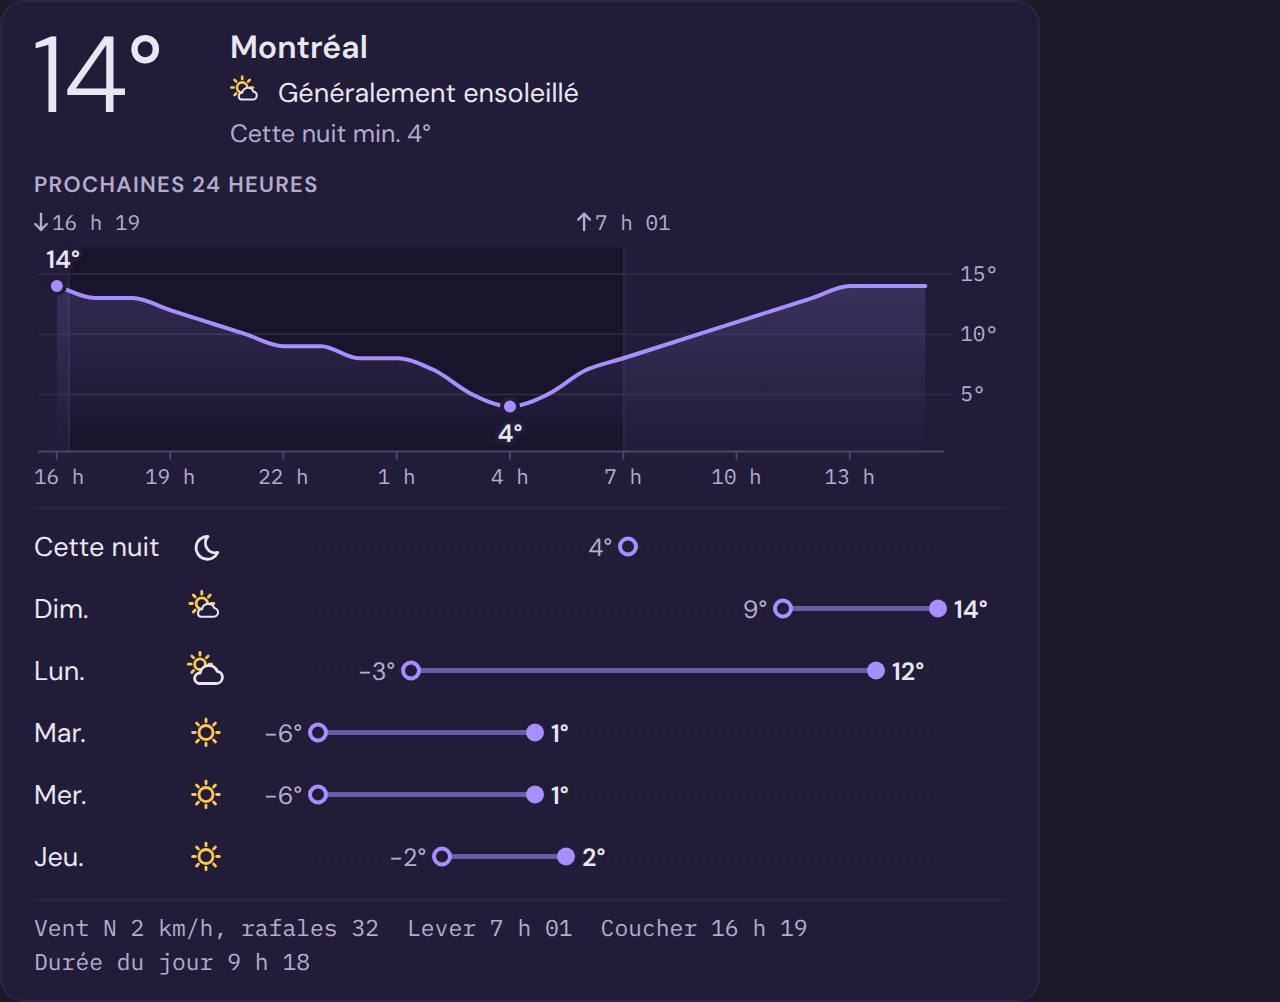 14°
Montréal
Généralement ensoleillé
Cette nuit min. 4°
PROCHAINES 24 HEURES
↓16 h 19 ↑7 h 01
14°
15°
10°
5°
4°
16 h 19 h 22 h 1 h 4 h 7 h 10 h 13 h
Cette nuit 4°
Dim. 9° 14°
Lun. −3° 12°
Mar. −6° 1°
Mer. −6° 1°
Jeu. −2° 2°
Vent N 2 km/h, rafales 32 Lever 7 h 01 Coucher 16 h 19
Durée du jour 9 h 18